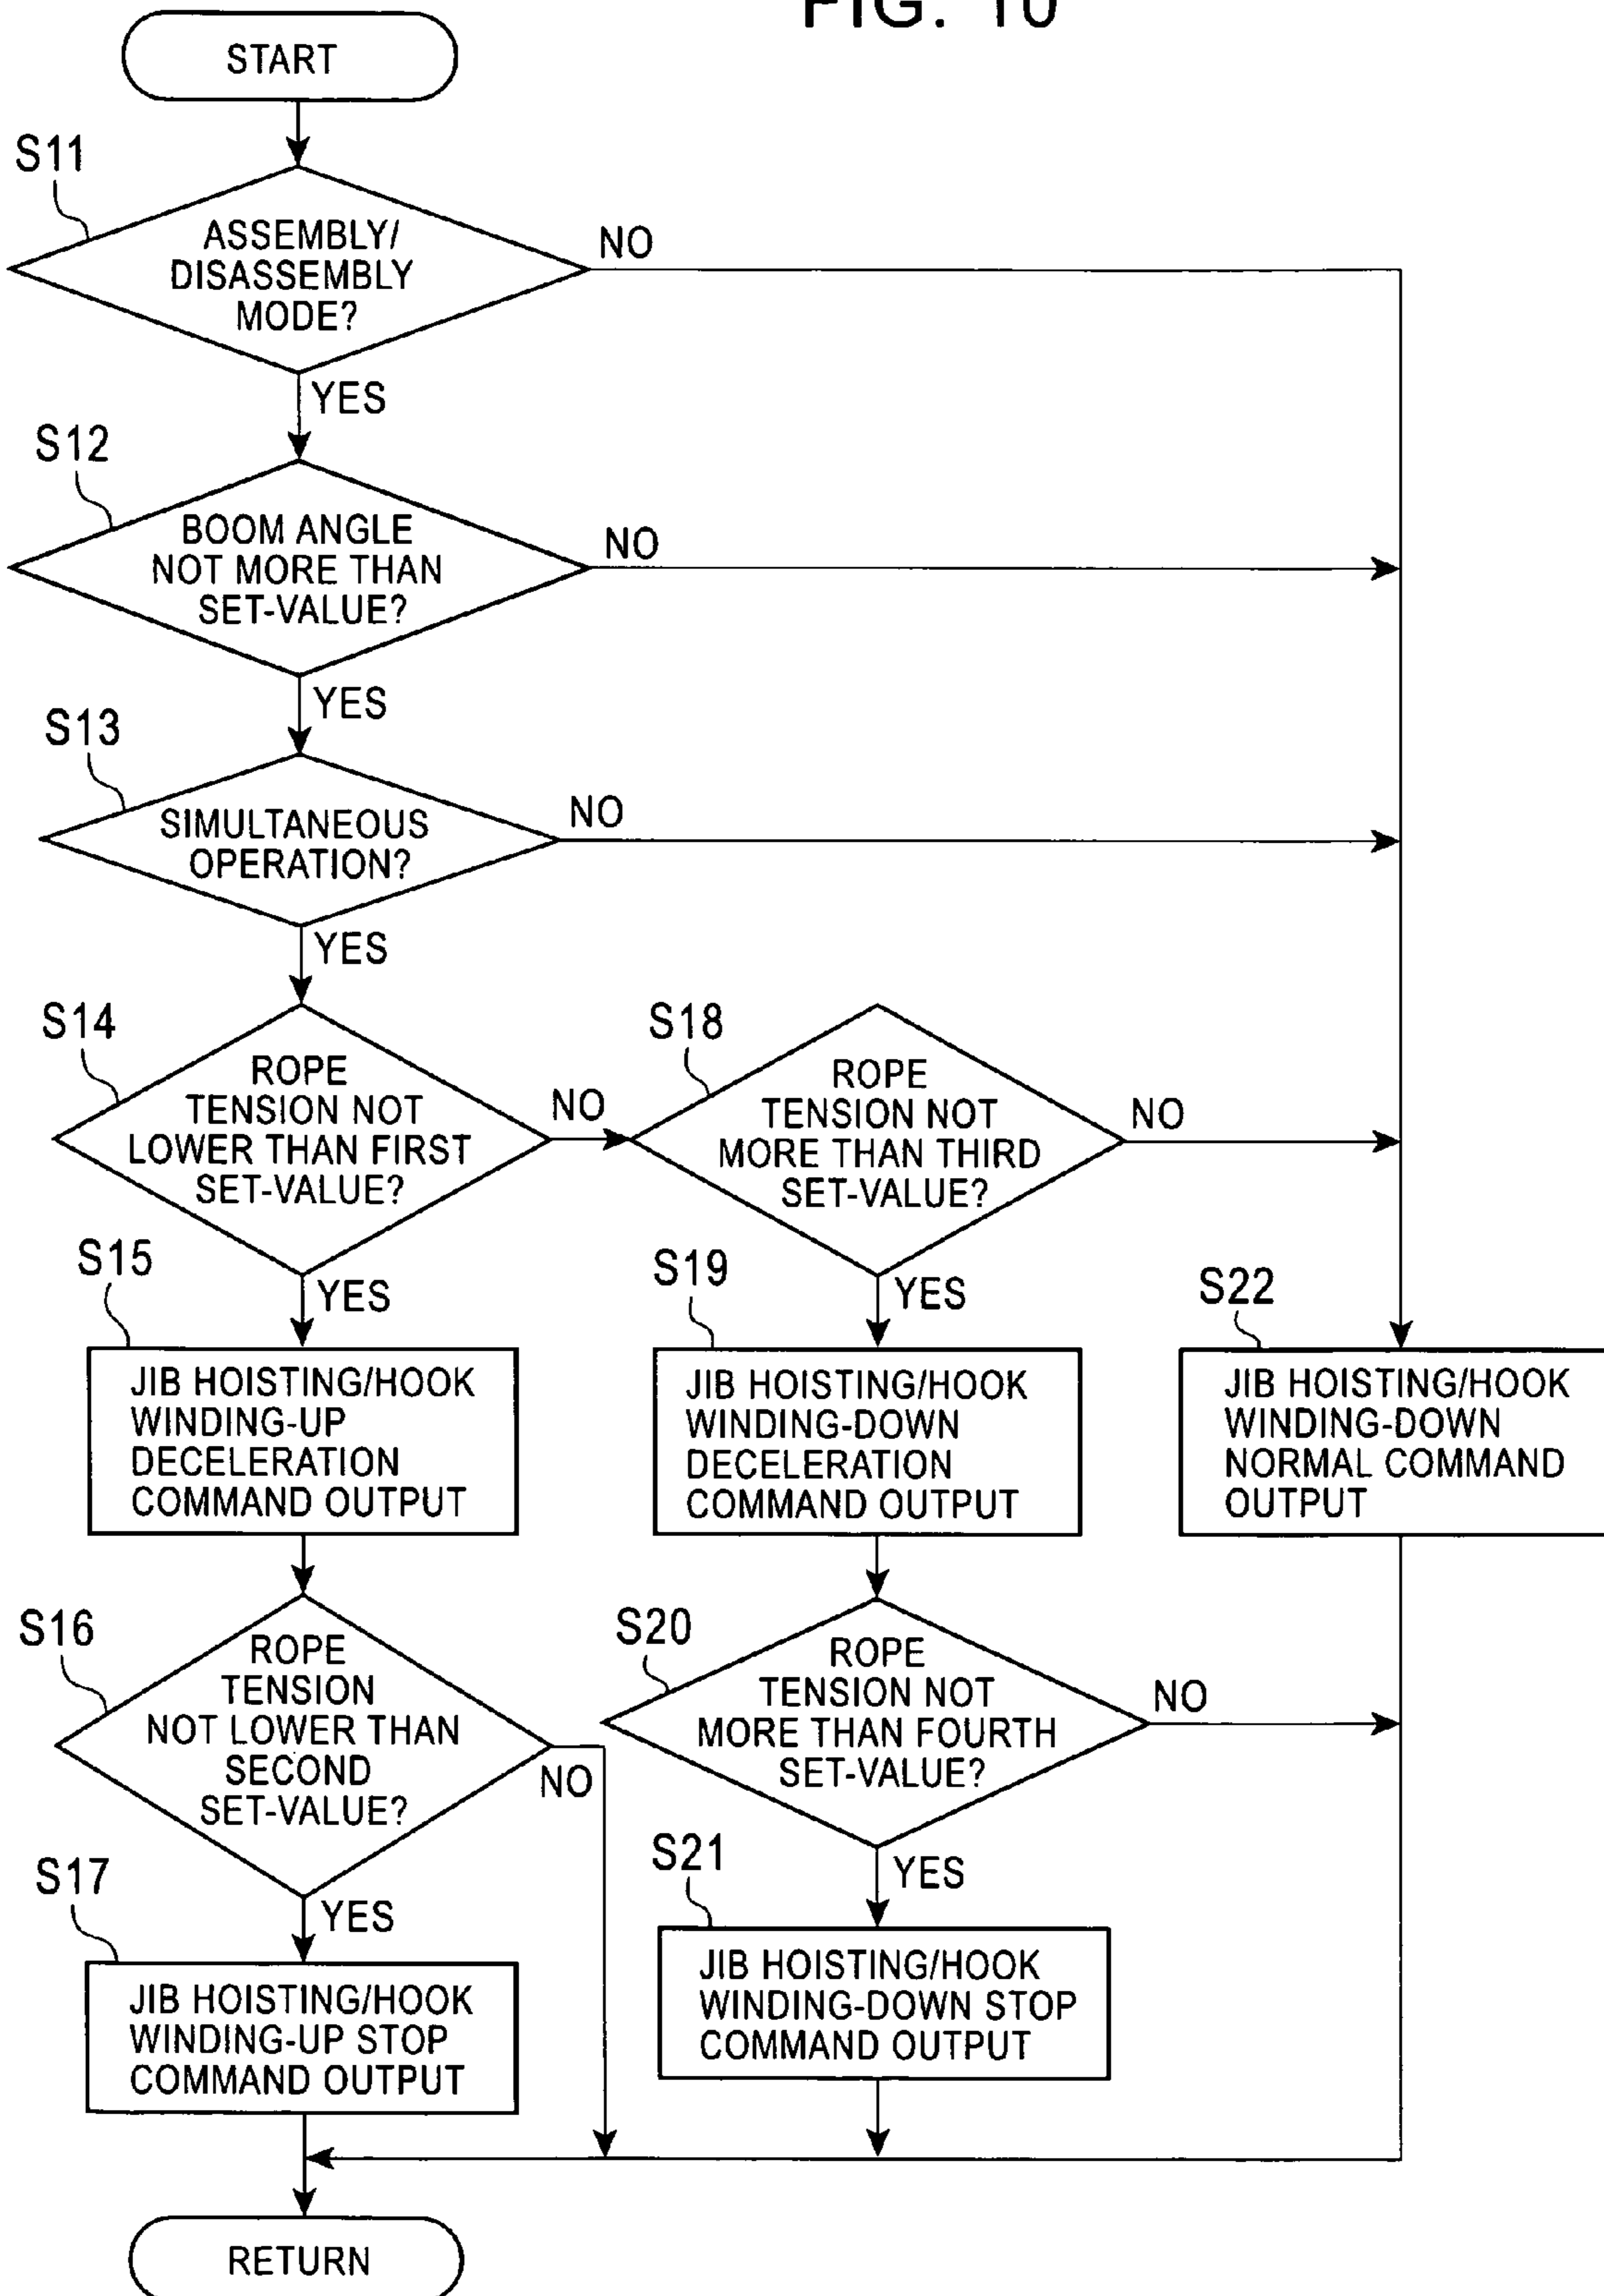 FIG. 10
START
S11
ASSEMBLY/
DISASSEMBLY
MODE?
NO
YES
S12
BOOM ANGLE
NOT MORE THAN
SET-VALUE?
NO
YES
S13
SIMULTANEOUS
OPERATION?
NO
YES
S14
ROPE
TENSION NOT
LOWER THAN FIRST
SET-VALUE?
NO
YES
S18
ROPE
TENSION NOT
MORE THAN THIRD
SET-VALUE?
NO
YES
S15
JIB HOISTING/HOOK
WINDING-UP
DECELERATION
COMMAND OUTPUT
S19
JIB HOISTING/HOOK
WINDING-DOWN
DECELERATION
COMMAND OUTPUT
S22
JIB HOISTING/HOOK
WINDING-DOWN
NORMAL COMMAND
OUTPUT
S16
ROPE
TENSION
NOT LOWER THAN
SECOND
SET-VALUE?
NO
YES
S20
ROPE
TENSION NOT
MORE THAN FOURTH
SET-VALUE?
NO
YES
S17
JIB HOISTING/HOOK
WINDING-UP STOP
COMMAND OUTPUT
S21
JIB HOISTING/HOOK
WINDING-DOWN STOP
COMMAND OUTPUT
RETURN